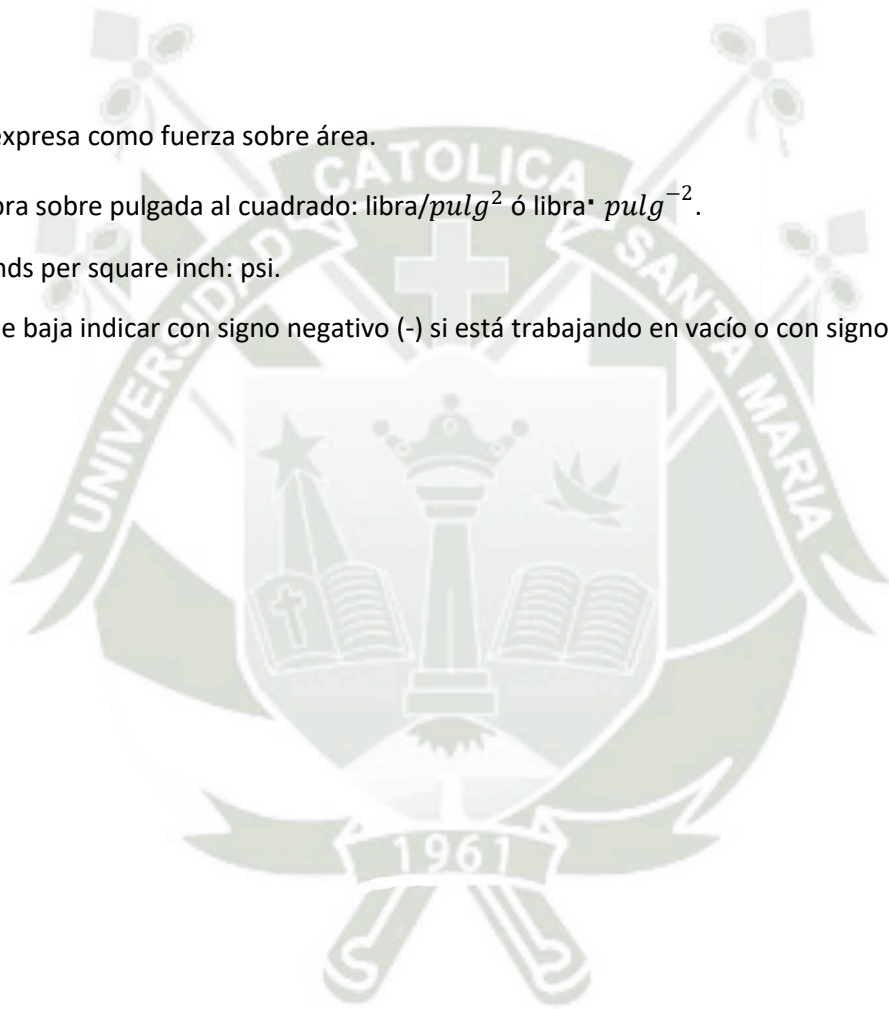 expresa como fuerza sobre área.
bra sobre pulgada al cuadrado: libra/𝑝𝑢𝑙𝑔² ó libra· 𝑝𝑢𝑙𝑔⁻².
nds per square inch: psi.
e baja indicar con signo negativo (-) si está trabajando en vacío o con signo
UNIVERSIDAD CATOLICA SANTA MARIA
1961